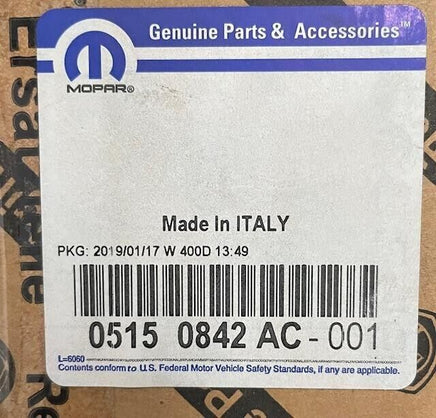 Genuine Parts & Accessories™
MOPAR®
Made In ITALY
PKG: 2019/01/17 W 400D 13:49
0515 0842 AC - 001
L=6060
Contents conform to U.S. Federal Motor Vehicle Safety Standards, if any are applicable.